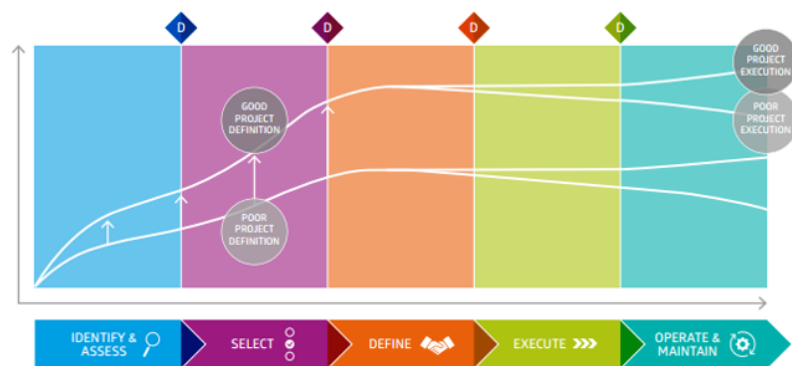 D
D
D
D
GOOD
PROJECT
EXECUTION
GOOD
PROJECT
DEFINITION
POOR
PROJECT
EXECUTION
POOR
PROJECT
DEFINITION
IDENTIFY &
ASSESS
SELECT
DEFINE
EXECUTE
OPERATE &
MAINTAIN